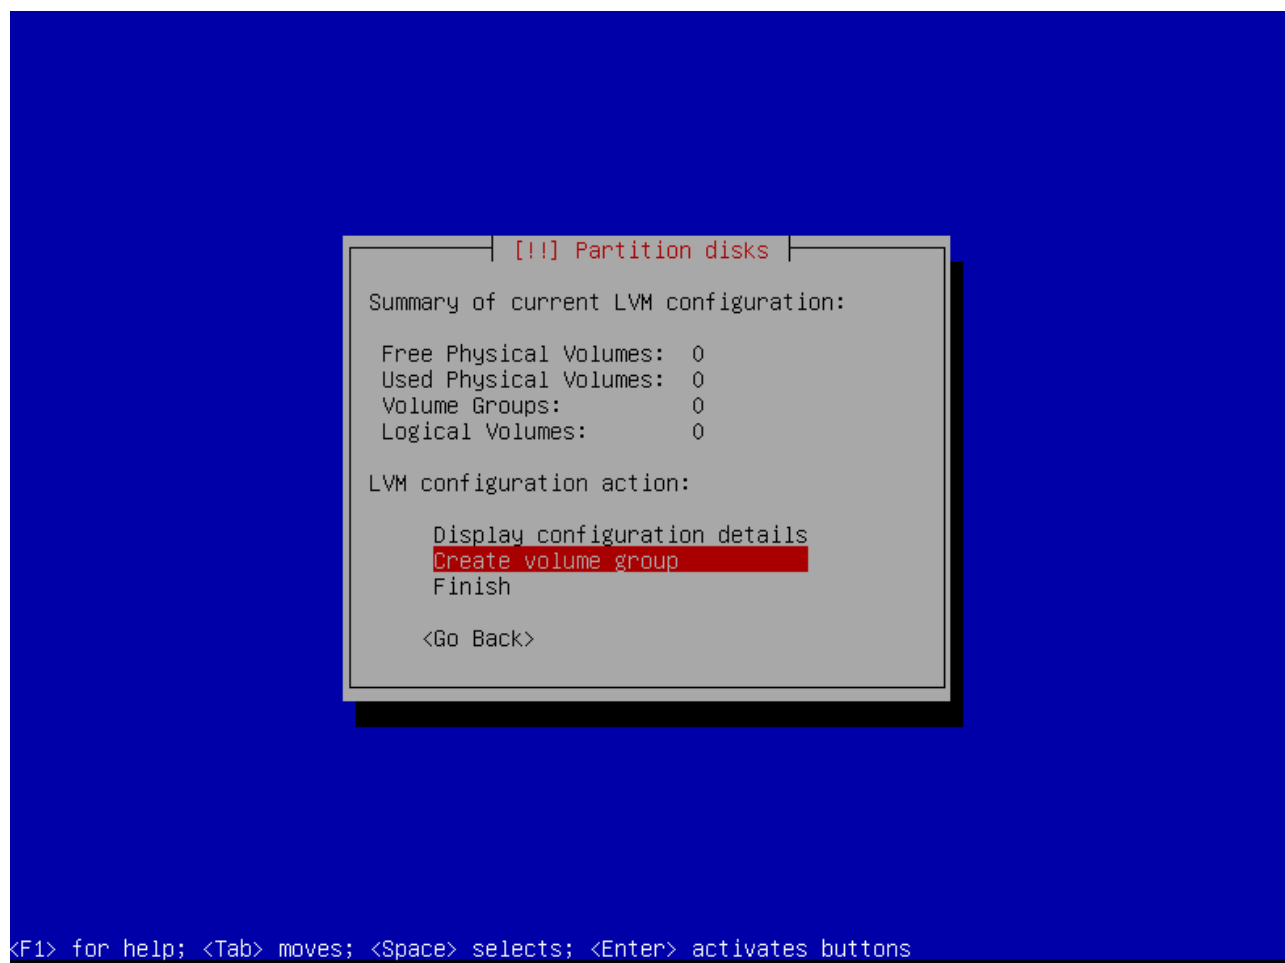 [!!] Partition disks
Summary of current LVM configuration:
Free Physical Volumes: 0
Used Physical Volumes: 0
Volume Groups: 0
Logical Volumes: 0
LVM configuration action:
Display configuration details
Create volume group
Finish
<Go Back>
<F1> for help; <Tab> moves; <Space> selects; <Enter> activates buttons